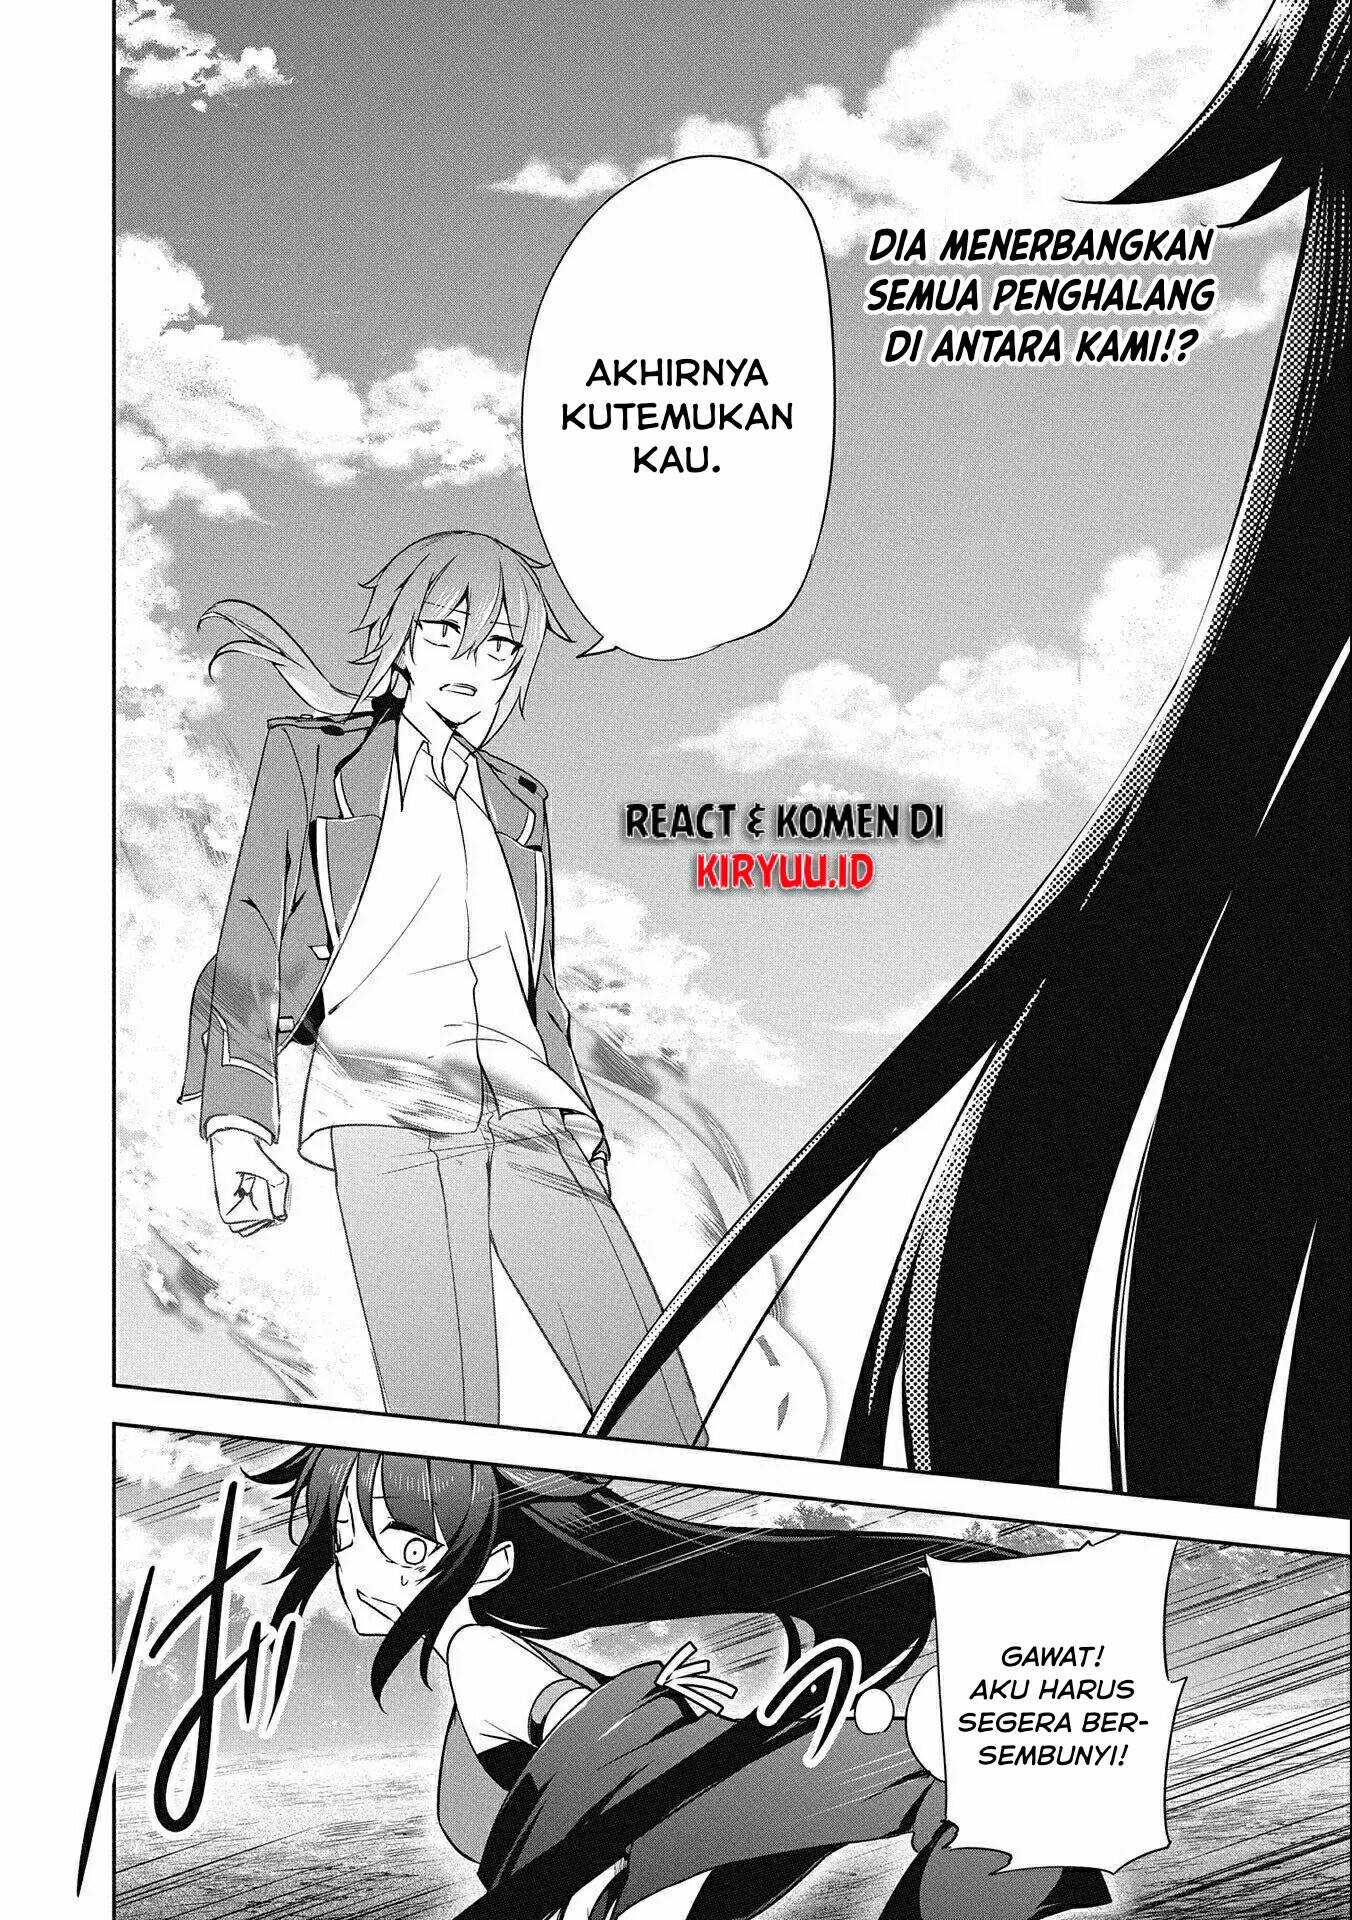 DIA MENERBANGKAN
SEMUA PENGHALANG
DI ANTARA KAMI!?
AKHIRNYA
KUTEMUKAN
KAU.
REACT & KOMEN DI
KIRYUU.ID
GAWAT!
AKU HARUS
SEGERA BER-
SEMBUNYI!